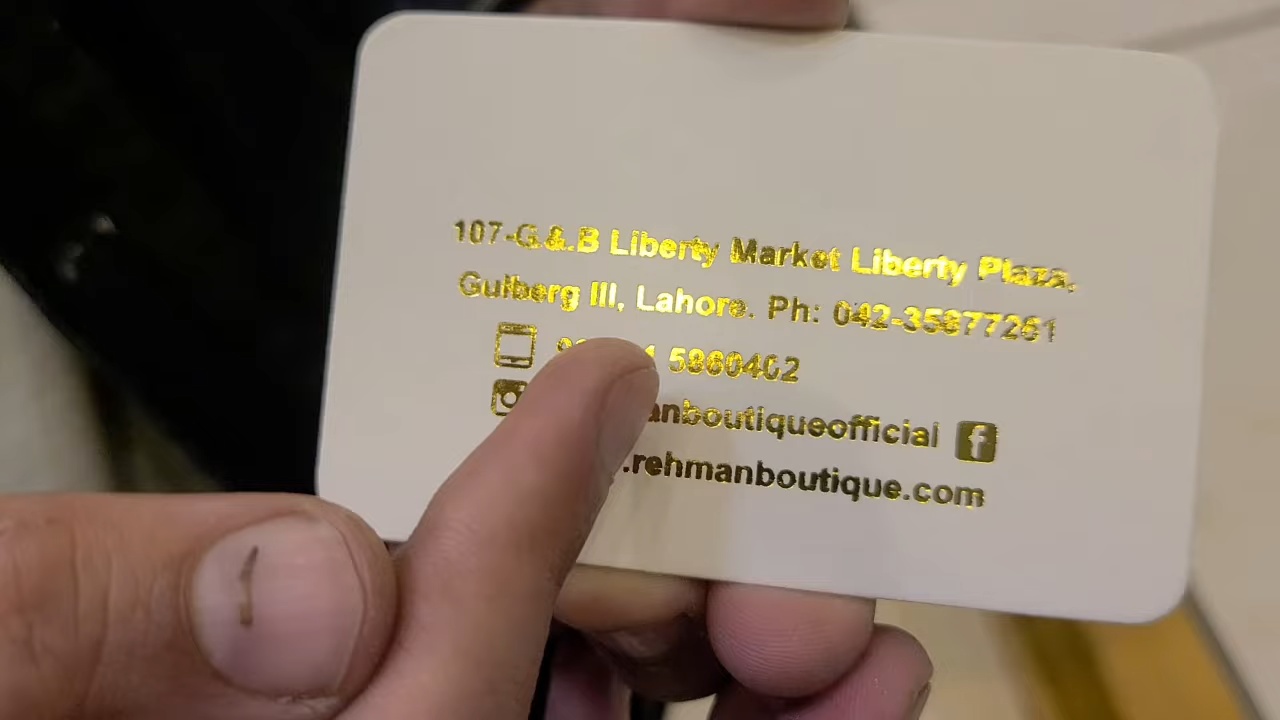 107-G.&.B Liberty Market Liberty Plaza,
Gulberg III, Lahore. Ph: 042-35877261
5860402
anboutiqueofficial
.rehmanboutique.com